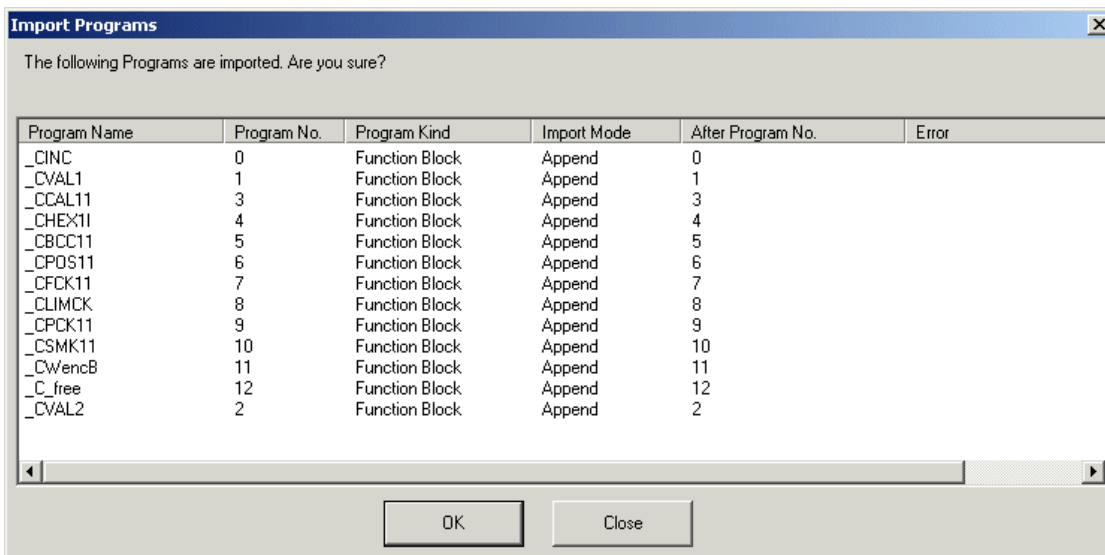 Import Programs
The following Programs are imported. Are you sure?
Program Name Program No. Program Kind Import Mode After Program No. Error
_CINC 0 Function Block Append 0
_CVAL1 1 Function Block Append 1
_CCAL11 3 Function Block Append 3
_CHEX1I 4 Function Block Append 4
_CBCC11 5 Function Block Append 5
_CPOS11 6 Function Block Append 6
_CFCK11 7 Function Block Append 7
_CLIMCK 8 Function Block Append 8
_CPCK11 9 Function Block Append 9
_CSMK11 10 Function Block Append 10
_CWencB 11 Function Block Append 11
_C_free 12 Function Block Append 12
_CVAL2 2 Function Block Append 2
OK Close